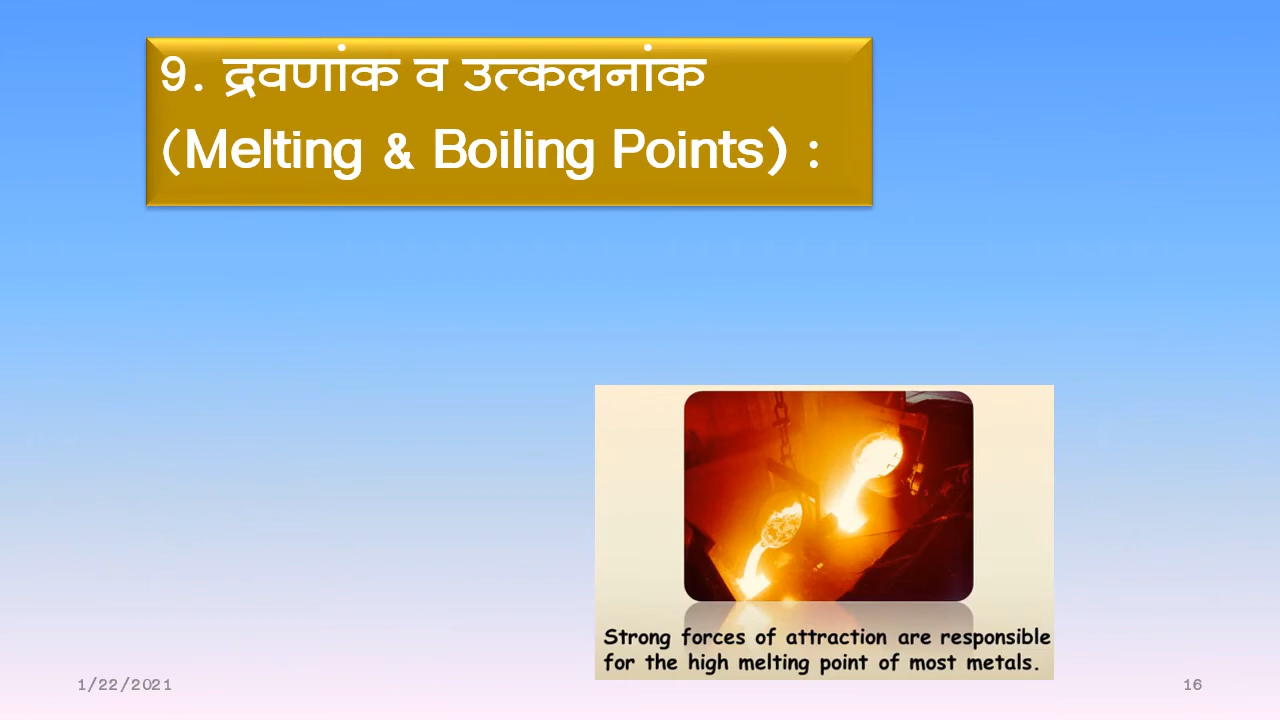 9. द्रवणांक व उत्कलनांक
(Melting & Boiling Points) :
Strong forces of attraction are responsible
for the high melting point of most metals.
1/22/2021
16